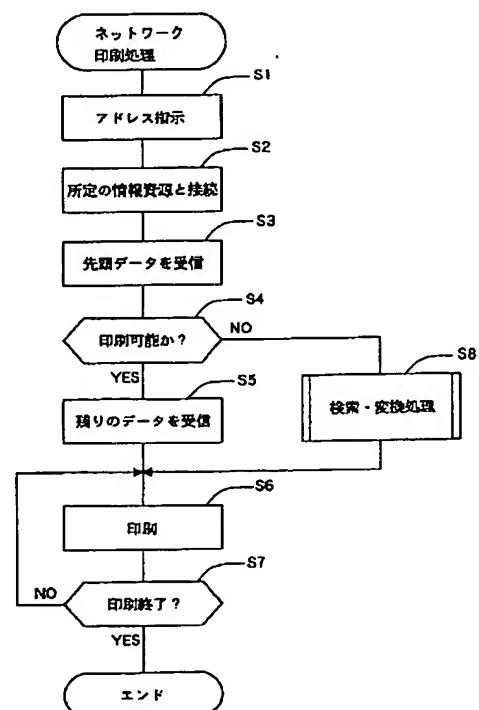 ネットワーク
印刷処理
S1
アドレス指示
S2
所定の情報資源と接続
S3
先頭データを受信
S4
印刷可能か？
NO
YES
S5
残りのデータを受信
S8
検索・変換処理
S6
印刷
S7
NO
印刷終了？
YES
エンド